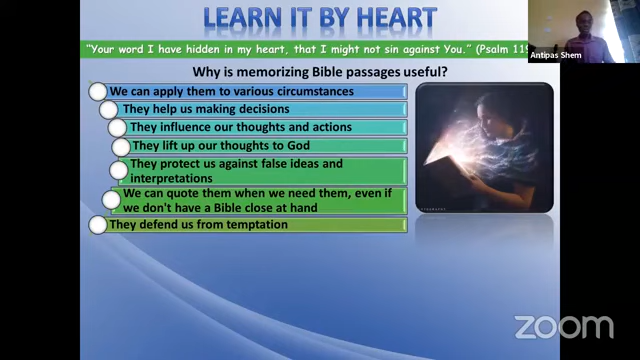 LEARN IT BY HEART
"Your word I have hidden in my heart, that I might not sin against You." (Psalm 119
Antipas Shem
Why is memorizing Bible passages useful?
We can apply them to various circumstances
They help us making decisions
They influence our thoughts and actions
They lift up our thoughts to God
They protect us against false ideas and
interpretations
We can quote them when we need them, even if
we don't have a Bible close at hand
They defend us from temptation
zoom